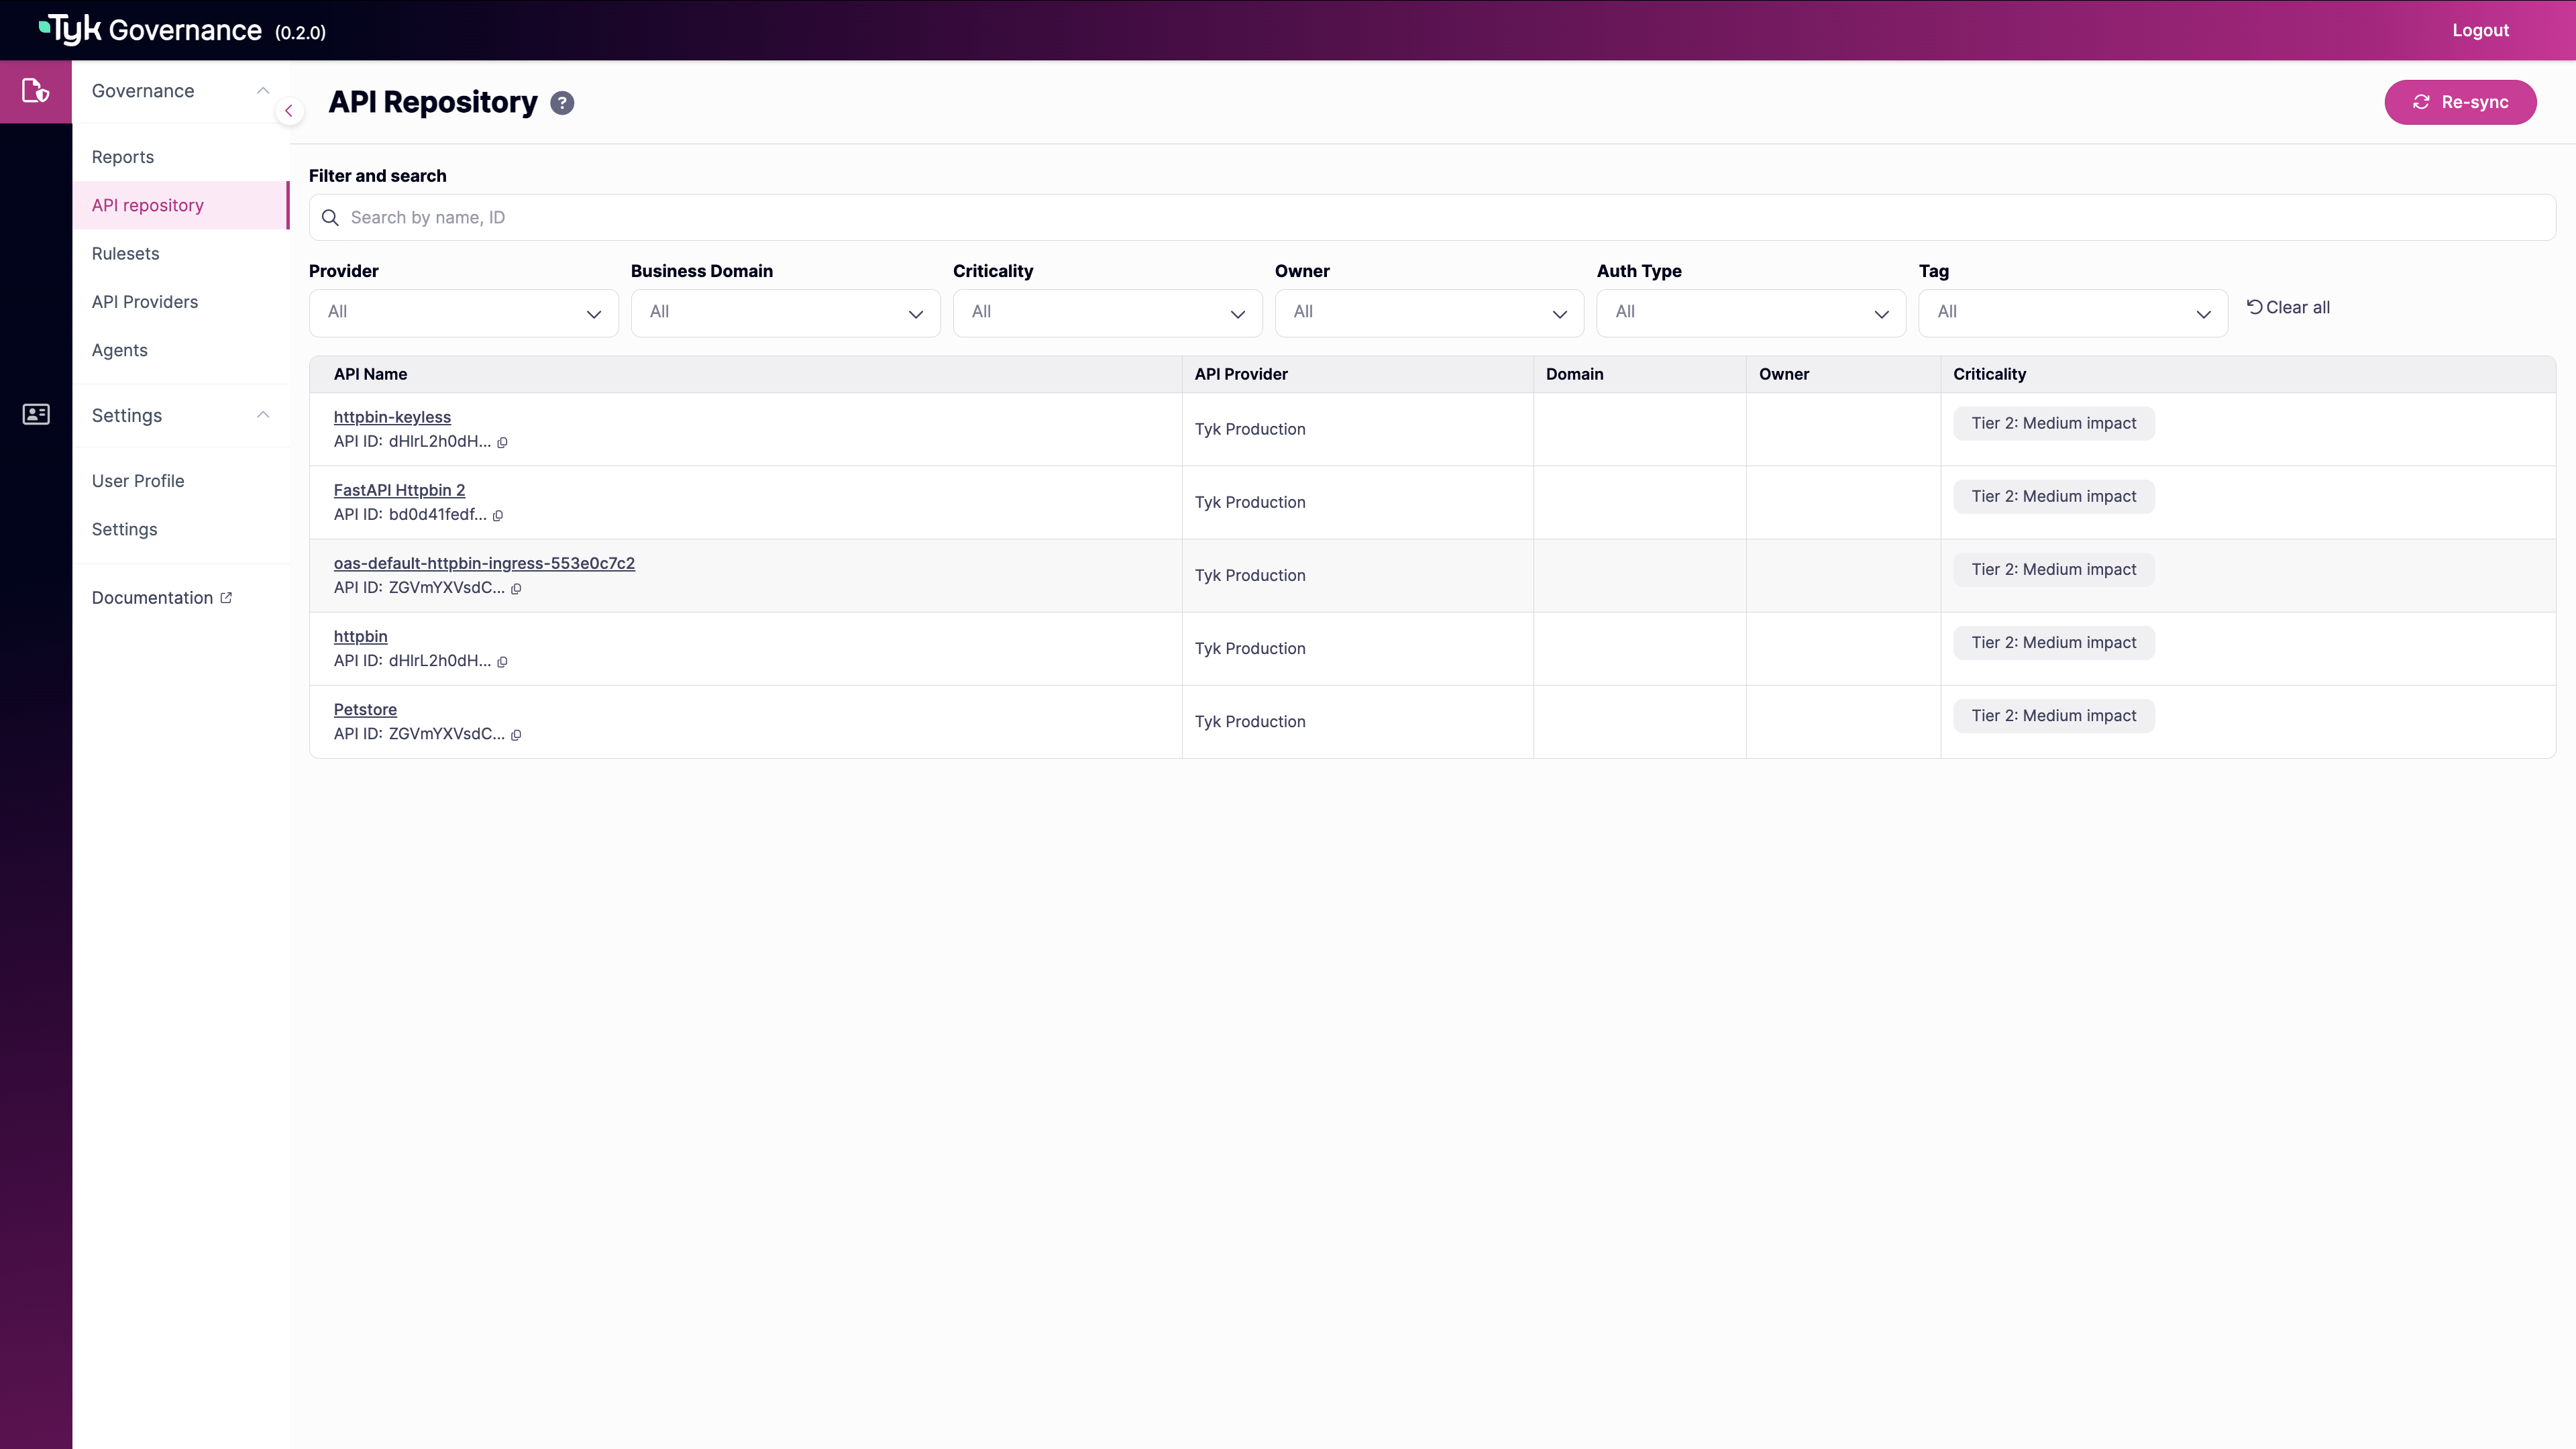 Tyk Governance (0.2.0)
Logout
Governance
Reports
API repository
Rulesets
API Providers
Agents
Settings
User Profile
Settings
Documentation
API Repository ?
Re-sync
Filter and search
Search by name, ID
Provider Business Domain Criticality Owner Auth Type Tag
All All All All All All Clear all
API Name API Provider Domain Owner Criticality
httpbin-keyless
API ID: dHlrL2h0dH...
Tyk Production
Tier 2: Medium impact
FastAPI Httpbin 2
API ID: bd0d41fedf...
Tyk Production
Tier 2: Medium impact
oas-default-httpbin-ingress-553e0c7c2
API ID: ZGVmYXVsdC...
Tyk Production
Tier 2: Medium impact
httpbin
API ID: dHlrL2h0dH...
Tyk Production
Tier 2: Medium impact
Petstore
API ID: ZGVmYXVsdC...
Tyk Production
Tier 2: Medium impact